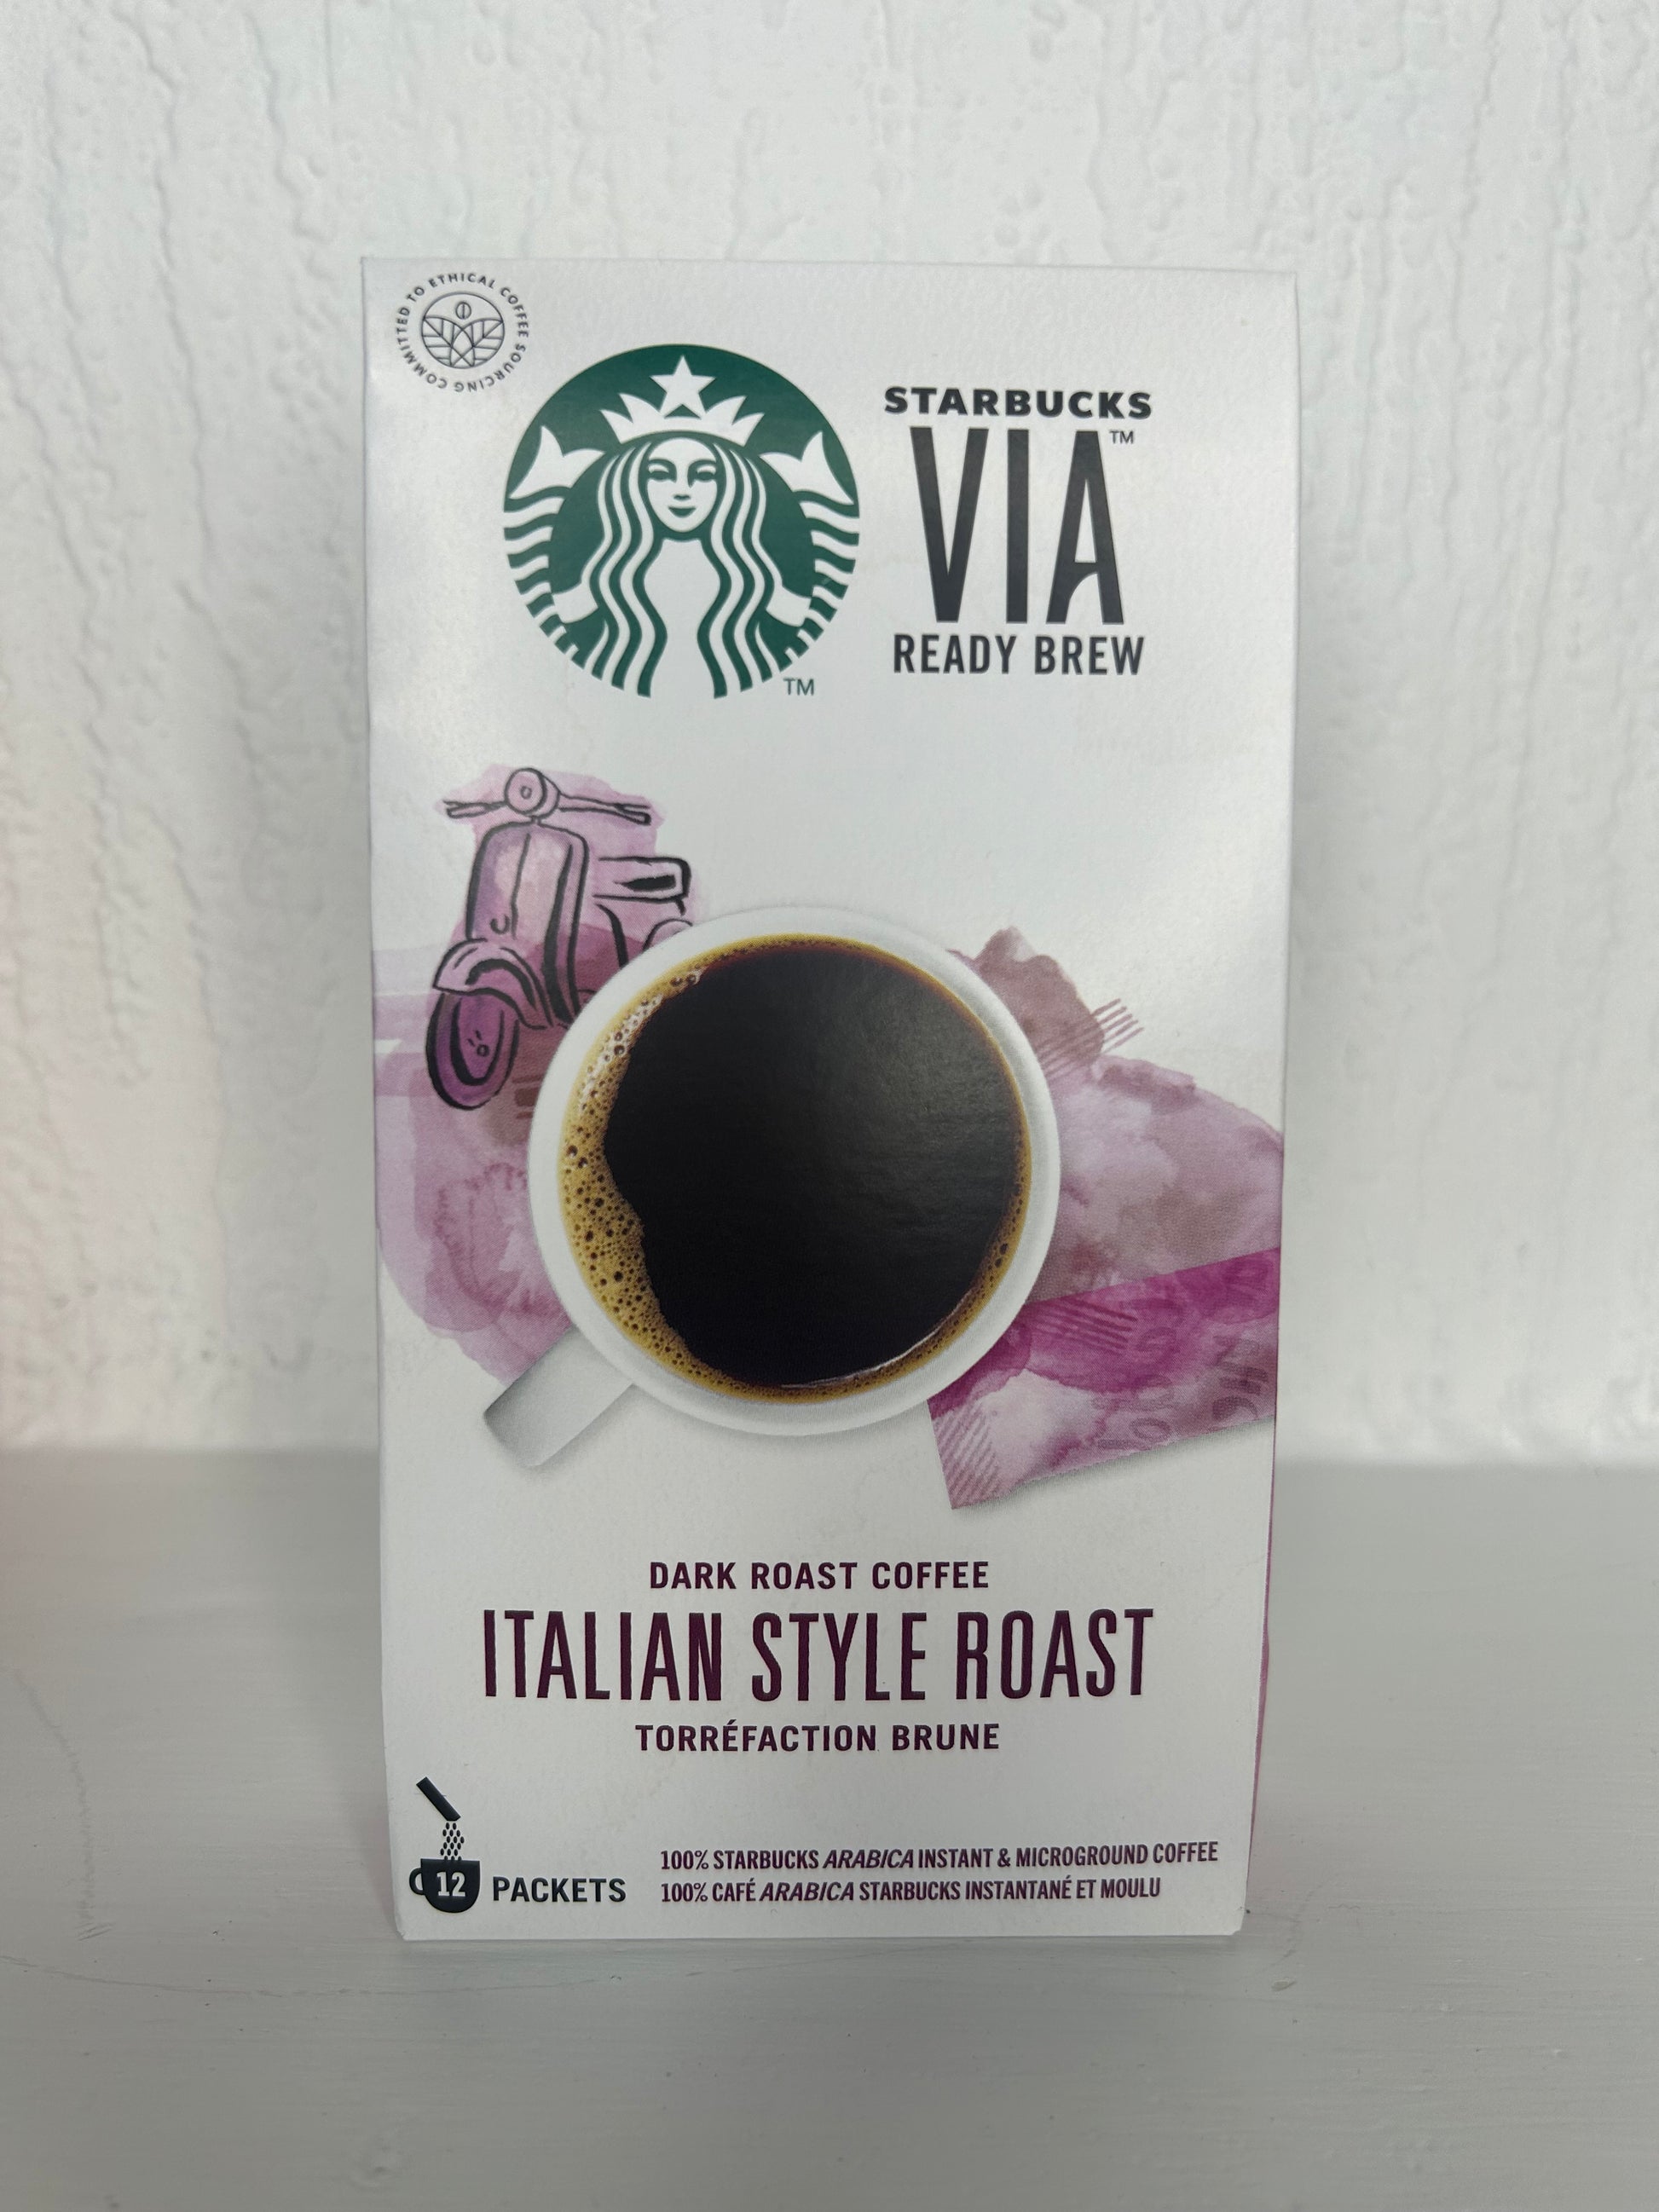 COMMITTED TO ETHICAL COFFEE SOURCING
STARBUCKS
VIA™
READY BREW
TM
DARK ROAST COFFEE
ITALIAN STYLE ROAST
TORRÉFACTION BRUNE
12 PACKETS
100% STARBUCKS ARABICA INSTANT & MICROGROUND COFFEE
100% CAFÉ ARABICA STARBUCKS INSTANTANÉ ET MOULU